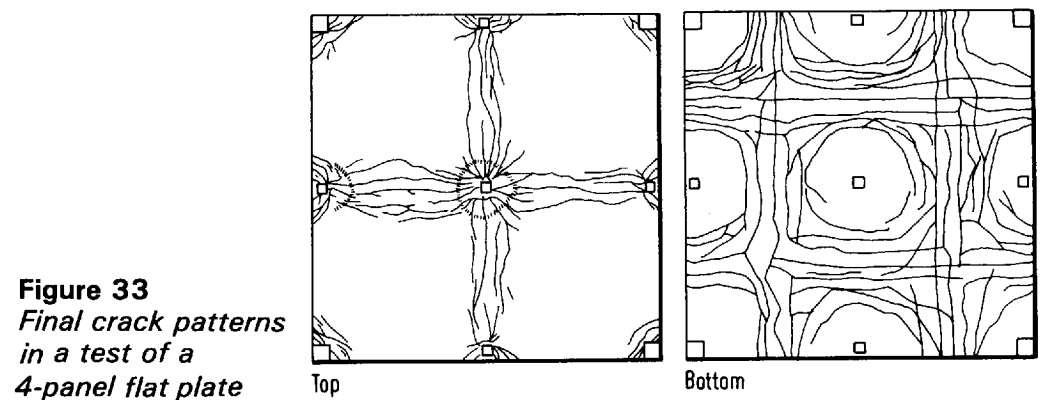 Figure 33
Final crack patterns
in a test of a
4-panel flat plate
Top
Bottom